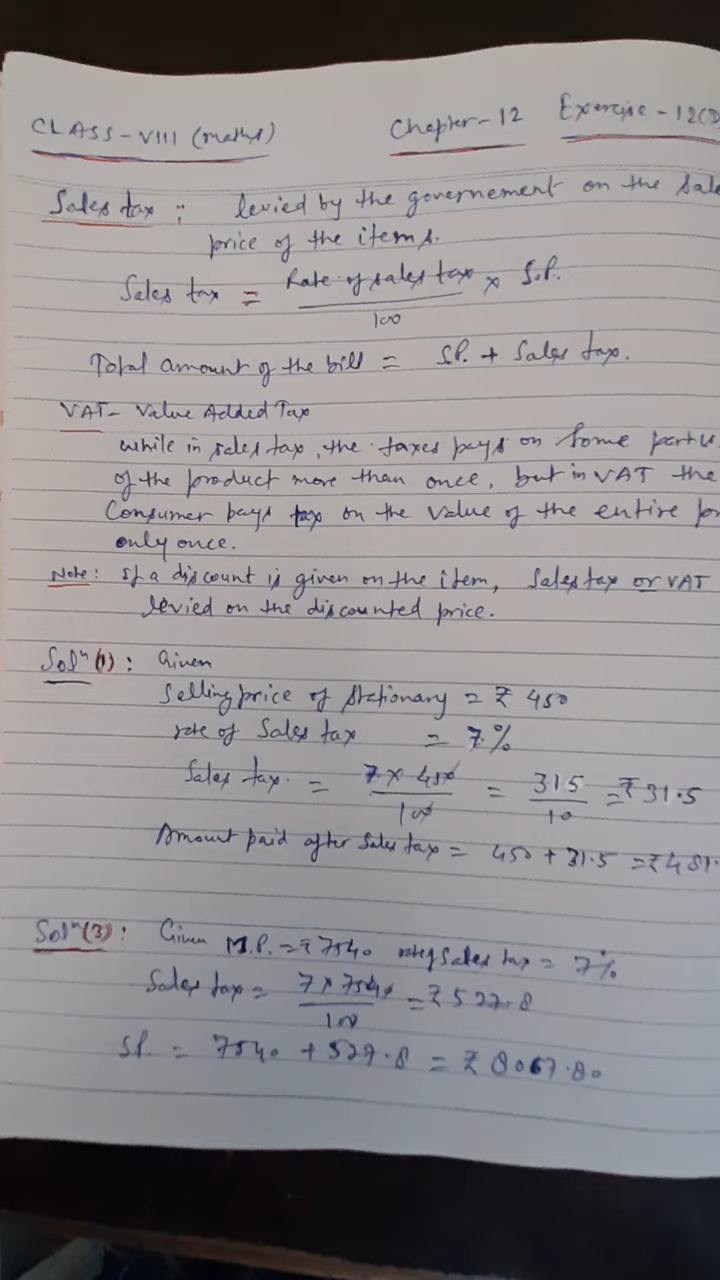 CLASS-VIII (maths) Chapter-12 Exercise-12(
Sales tax : levied by the governement on the Sale
price of the items.
Sales tax = Rate of sales tax × S.P.
100
Total amount of the bill = S.P. + Sales tax.
VAT- Value Added Tax
while in sales tax, the taxes pays on some
of the product more than once, but in VAT the
Consumer pays tax on the value of the entire
only once.
Note: If a discount is given on the item, Sales tax or VAT
levied on the discounted price.
Solⁿ(1): Given
Selling price of Stationary = ₹ 450
rate of Sales tax = 7%
Sales tax. = 7 × 450 = 315 = ₹31.5
100 10
Amount paid after Sales tax = 450 + 31.5 = ₹481.
Solⁿ(3): Given M.P. = ₹7540 rate of Sales tax = 7%
Sales tax = 7 × 7540 = ₹527.8
100
S.P. = 7540 + 527.8 = ₹8067.80